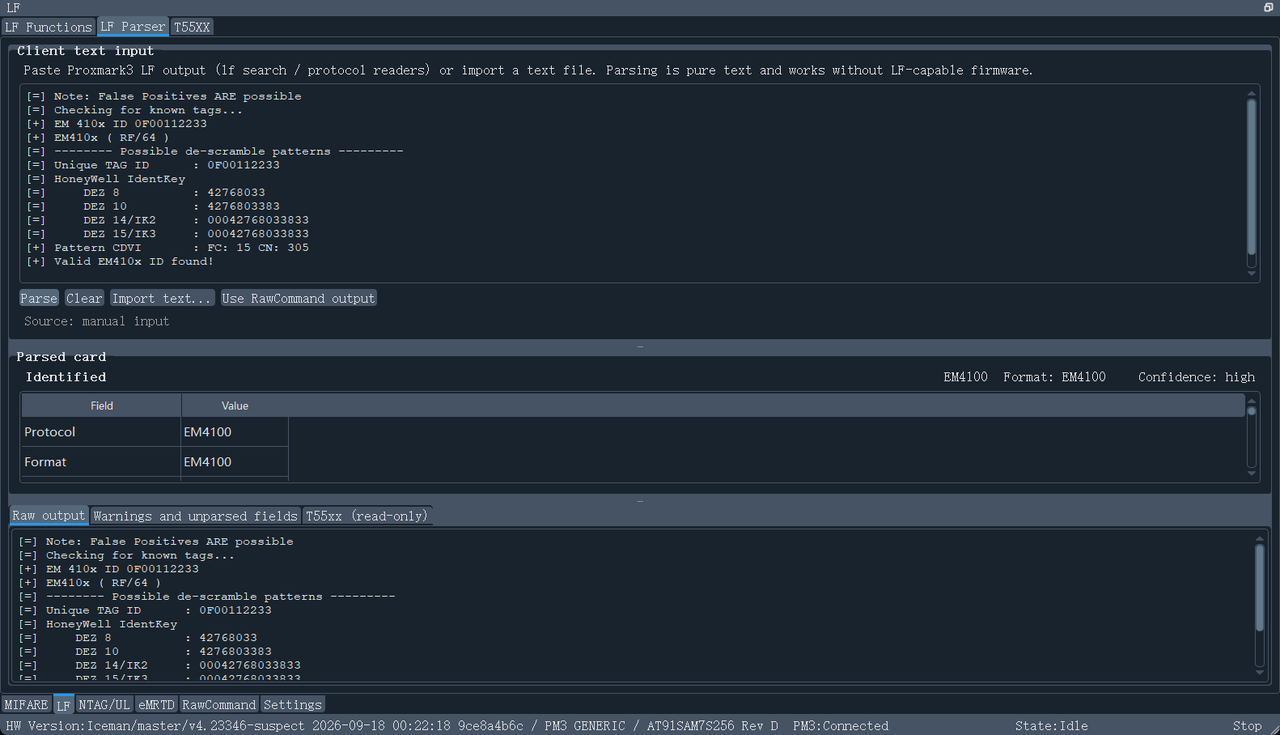 LF
LF Functions LF Parser T55XX
Client text input
Paste Proxmark3 LF output (lf search / protocol readers) or import a text file. Parsing is pure text and works without LF-capable firmware.
[=] Note: False Positives ARE possible
[=] Checking for known tags...
[+] EM 410x ID 0F00112233
[+] EM410x ( RF/64 )
[=] -------- Possible de-scramble patterns ---------
[=] Unique TAG ID      : 0F00112233
[=] HoneyWell IdentKey
[=]     DEZ 8          : 42768033
[=]     DEZ 10         : 4276803383
[=]     DEZ 14/IK2     : 00042768033833
[=]     DEZ 15/IK3     : 00042768033833
[+] Pattern CDVI       : FC: 15 CN: 305
[+] Valid EM410x ID found!
Parse Clear Import text... Use RawCommand output
Source: manual input
Parsed card
Identified EM4100 Format: EM4100 Confidence: high
Field Value
Protocol EM4100
Format EM4100
Raw output Warnings and unparsed fields T55xx (read-only)
[=] Note: False Positives ARE possible
[=] Checking for known tags...
[+] EM 410x ID 0F00112233
[+] EM410x ( RF/64 )
[=] -------- Possible de-scramble patterns ---------
[=] Unique TAG ID      : 0F00112233
[=] HoneyWell IdentKey
[=]     DEZ 8          : 42768033
[=]     DEZ 10         : 4276803383
[=]     DEZ 14/IK2     : 00042768033833
[=]     DEZ 15/IK3     : 00042768033833
MIFARE LF NTAG/UL eMRTD RawCommand Settings
HW Version:Iceman/master/v4.23346-suspect 2026-09-18 00:22:18 9ce8a4b6c / PM3 GENERIC / AT91SAM7S256 Rev D PM3:Connected State:Idle Stop